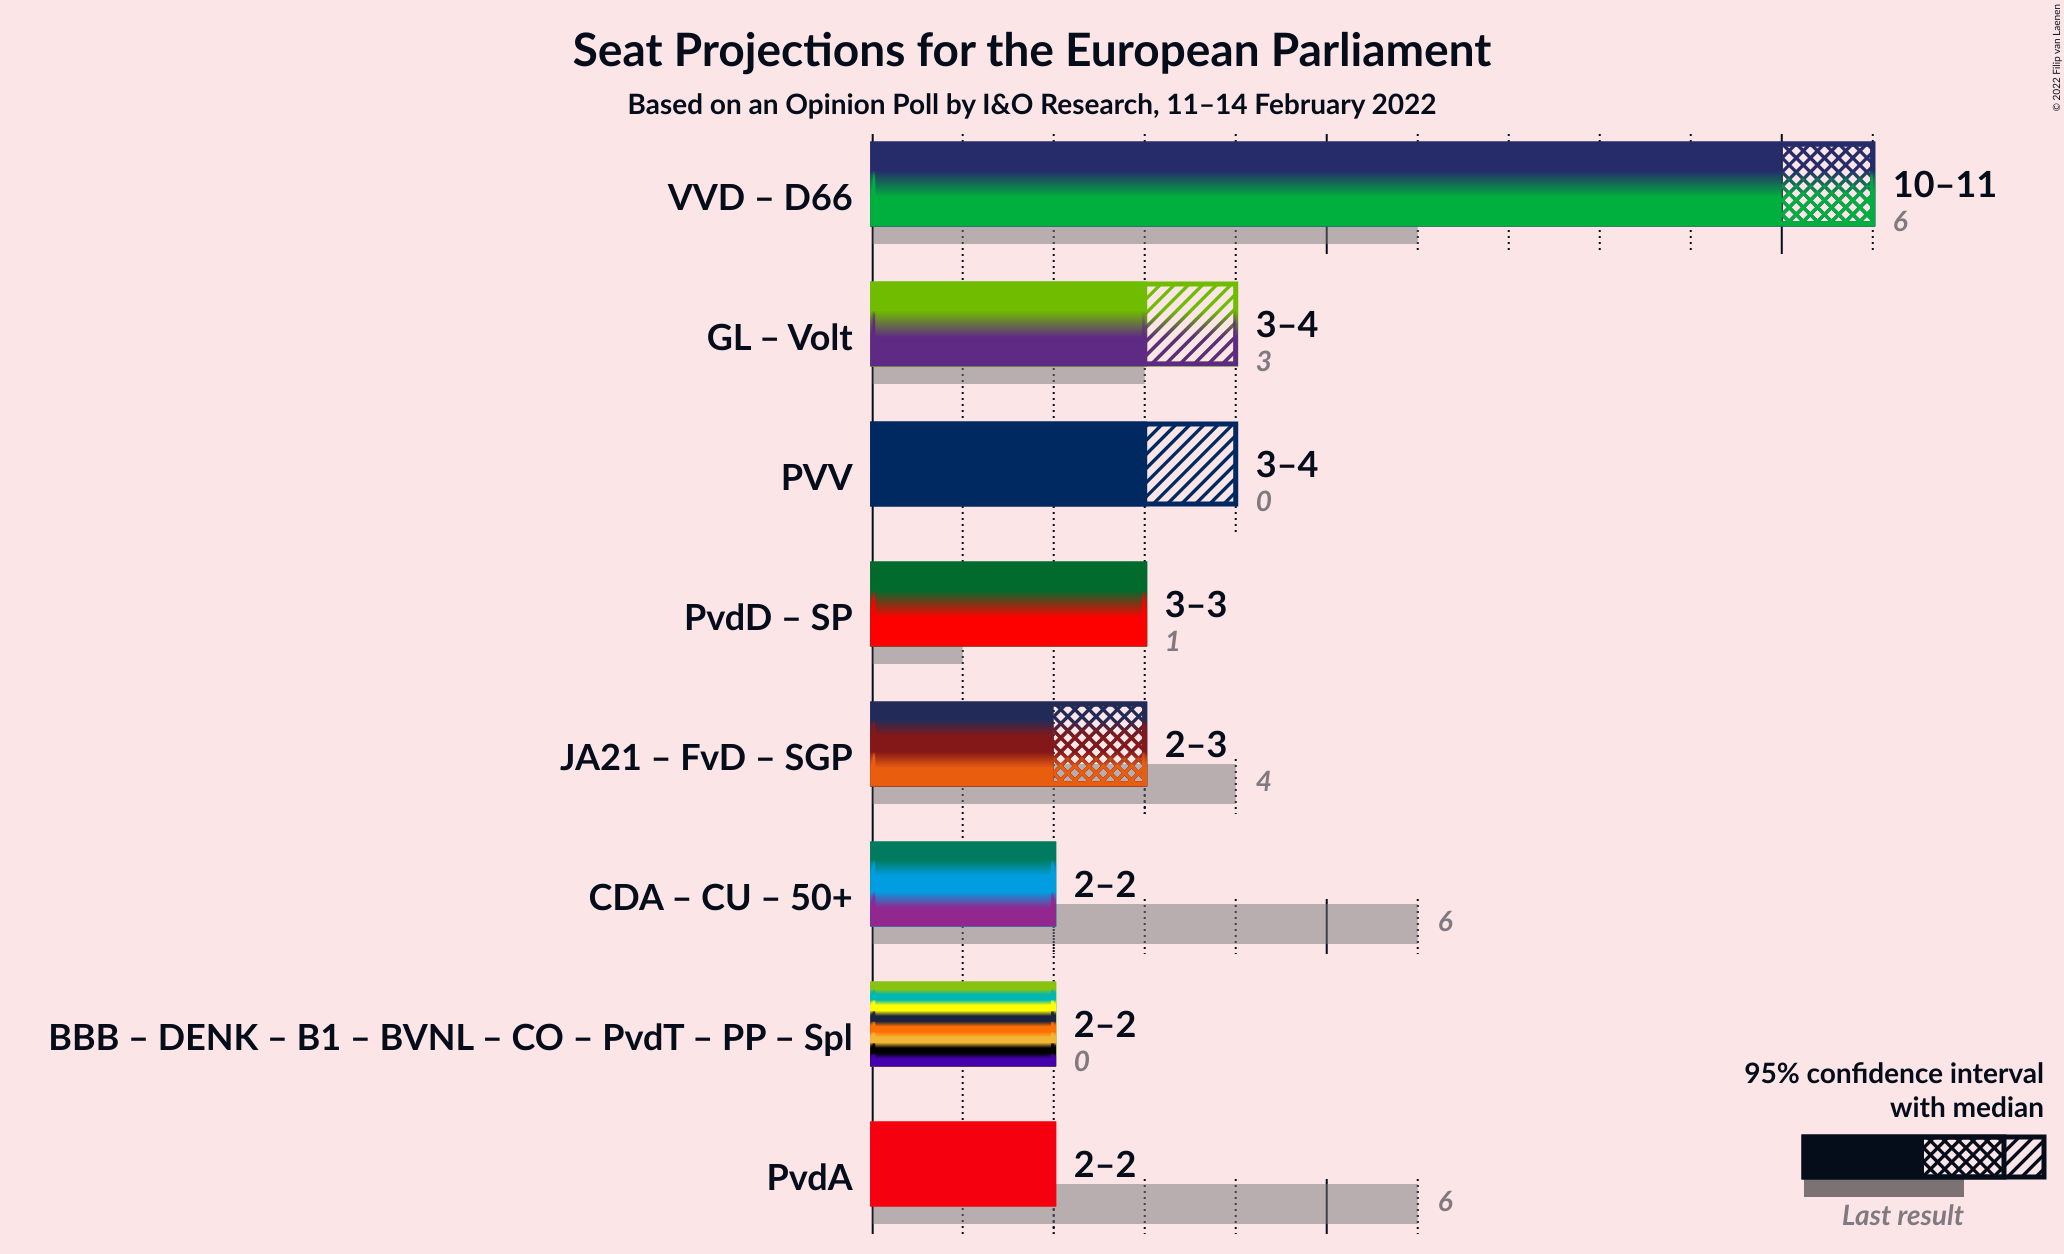 Seat Projections for the European Parliament
Based on an Opinion Poll by I&O Research, 11–14 February 2022
© 2022 Filip van Laenen
VVD – D66
10–11
6
GL – Volt
3–4
3
PVV
3–4
0
PvdD – SP
3–3
1
JA21 – FvD – SGP
2–3
4
CDA – CU – 50+
2–2
6
BBB – DENK – B1 – BVNL – CO – PvdT – PP – Spl
2–2
0
PvdA
2–2
6
95% confidence interval
with median
Last result